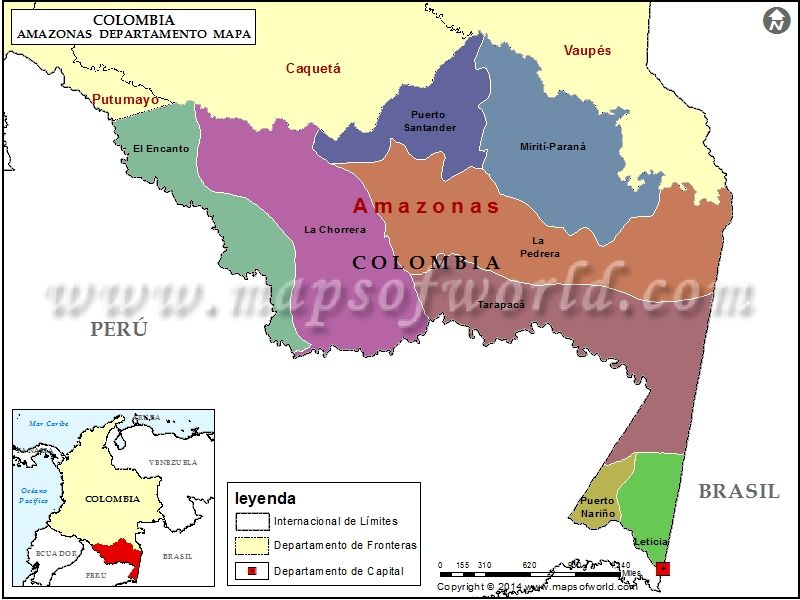 COLOMBIA
AMAZONAS DEPARTAMENTO MAPA
N
Vaupés
Caquetá
Putumayo
Puerto
Santander
El Encanto
Mirití-Paraná
Amazonas
La Chorrera
La
Pedrera
COLOMBIA
www.mapsofworld.com
Tarapacá
PERÚ
BRASIL
Puerto
Nariño
Leticia
Mar Caribe
VENEZUELA
Océano
Pacífico
COLOMBIA
ECUADOR
BRASIL
PERU
leyenda
Internacional de Límites
Departamento de Fronteras
Departamento de Capital
0 155 310 620
Miles
Copyright © 2014 www.mapsofworld.com